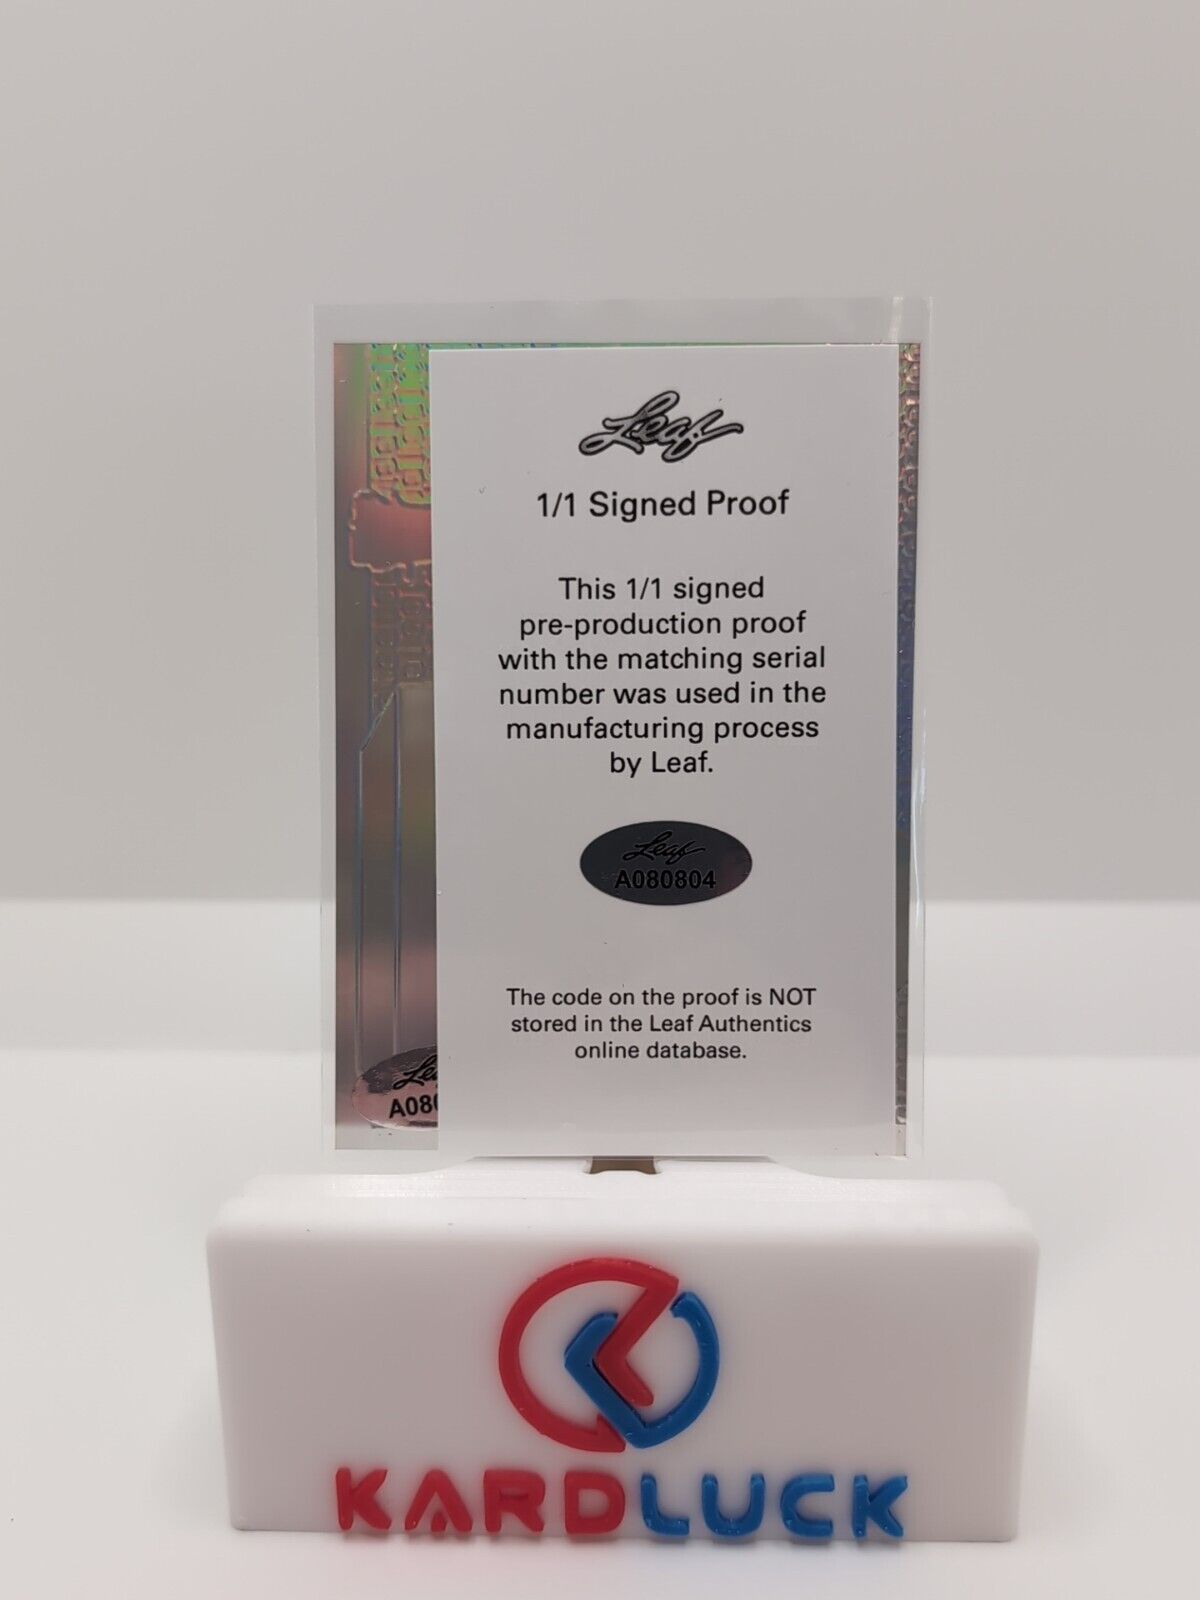 Leaf
1/1 Signed Proof
This 1/1 signed
pre-production proof
with the matching serial
number was used in the
manufacturing process
by Leaf.
Leaf
A080804
The code on the proof is NOT
stored in the Leaf Authentics
online database.
KARDLUCK